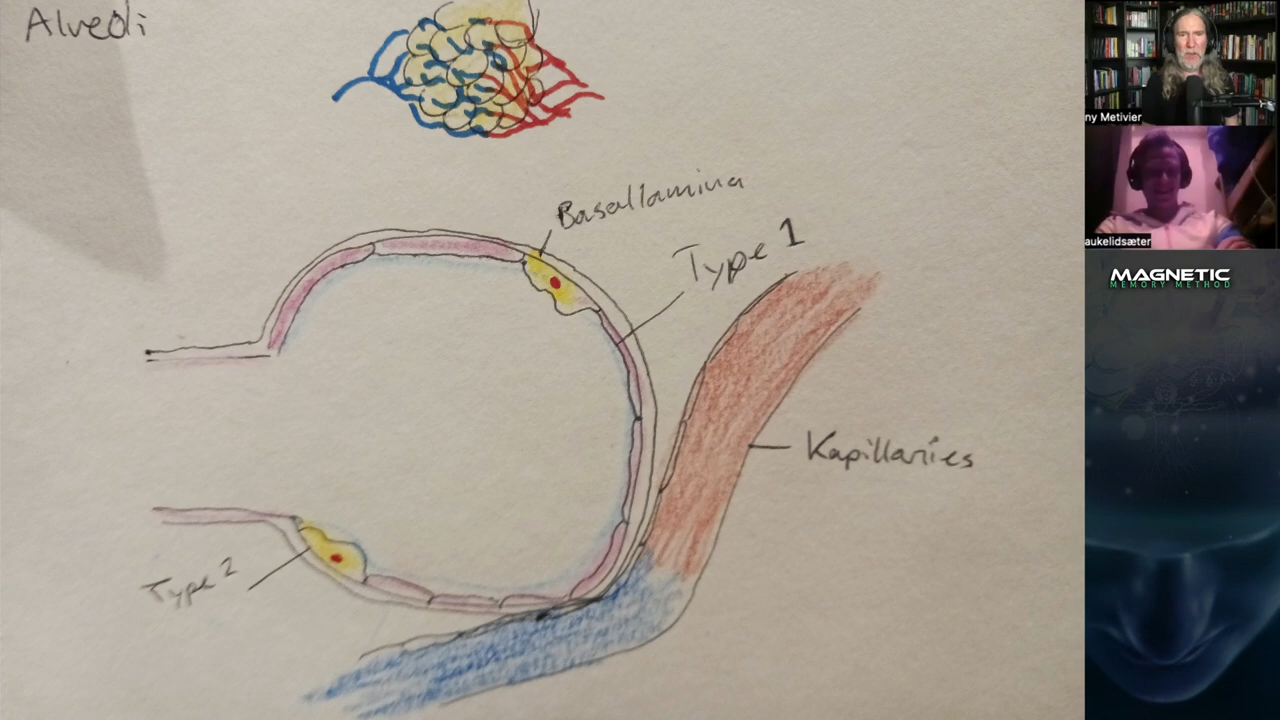 Alveoli
Basallamina
Type 1
Kapillaries
Type 2
ny Metivier
aukelidsæter
MAGNETIC
MEMORY METHOD